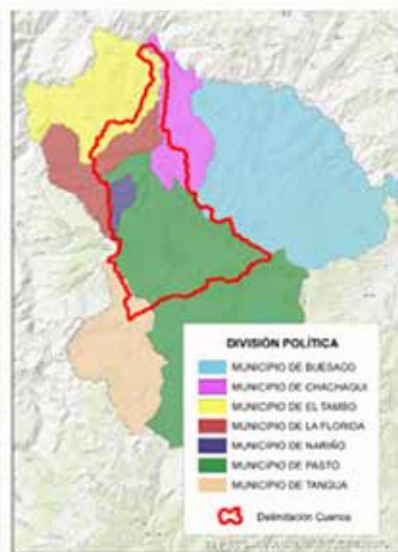 DIVISIÓN POLÍTICA
MUNICIPIO DE BUESACO
MUNICIPIO DE CHACHAGUI
MUNICIPIO DE EL TAMBO
MUNICIPIO DE LA FLORIDA
MUNICIPIO DE NARIÑO
MUNICIPIO DE PASTO
MUNICIPIO DE TANGUA
Delimitación Cuenca